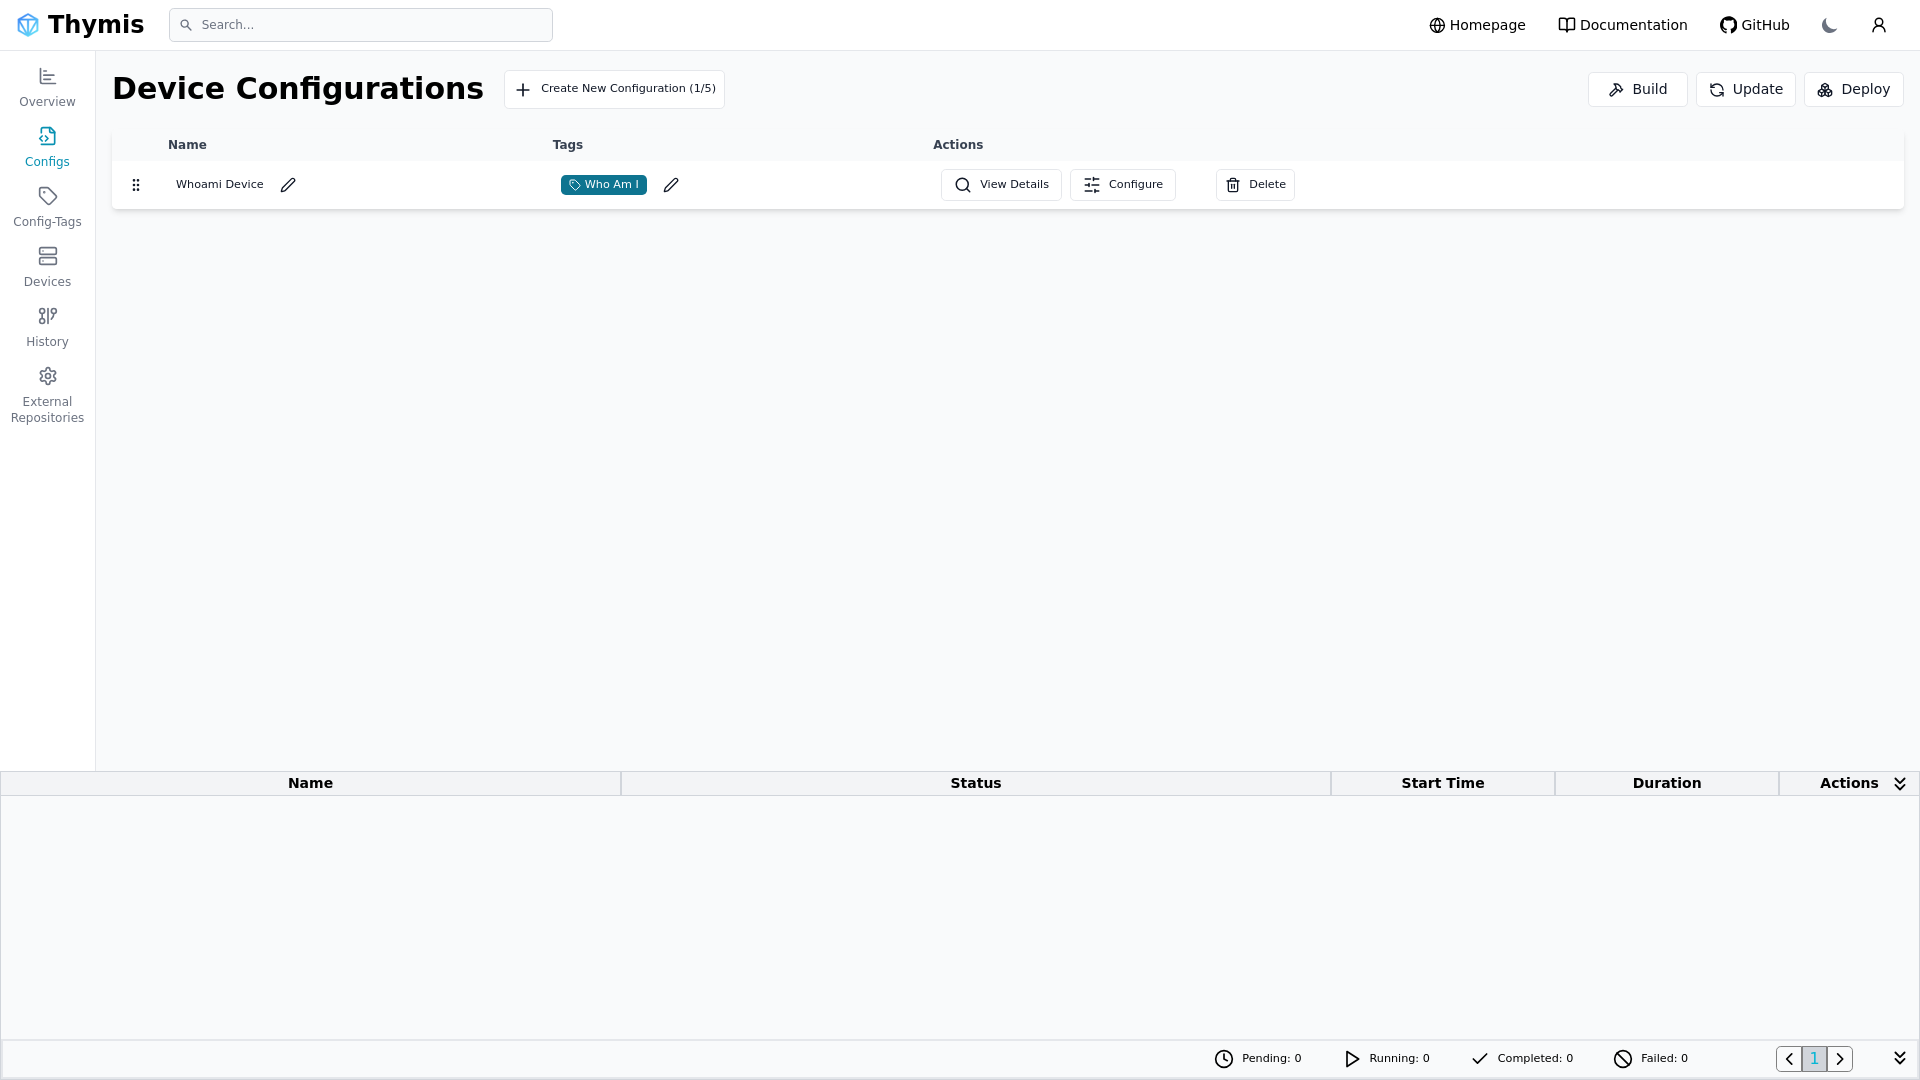 Thymis
Search...
Homepage
Documentation
GitHub
Overview
Configs
Config-Tags
Devices
History
External
Repositories
Device Configurations
Create New Configuration (1/5)
Build
Update
Deploy
Name Tags Actions
Whoami Device Who Am I View Details Configure Delete
Name Status Start Time Duration Actions
Pending: 0 Running: 0 Completed: 0 Failed: 0 1